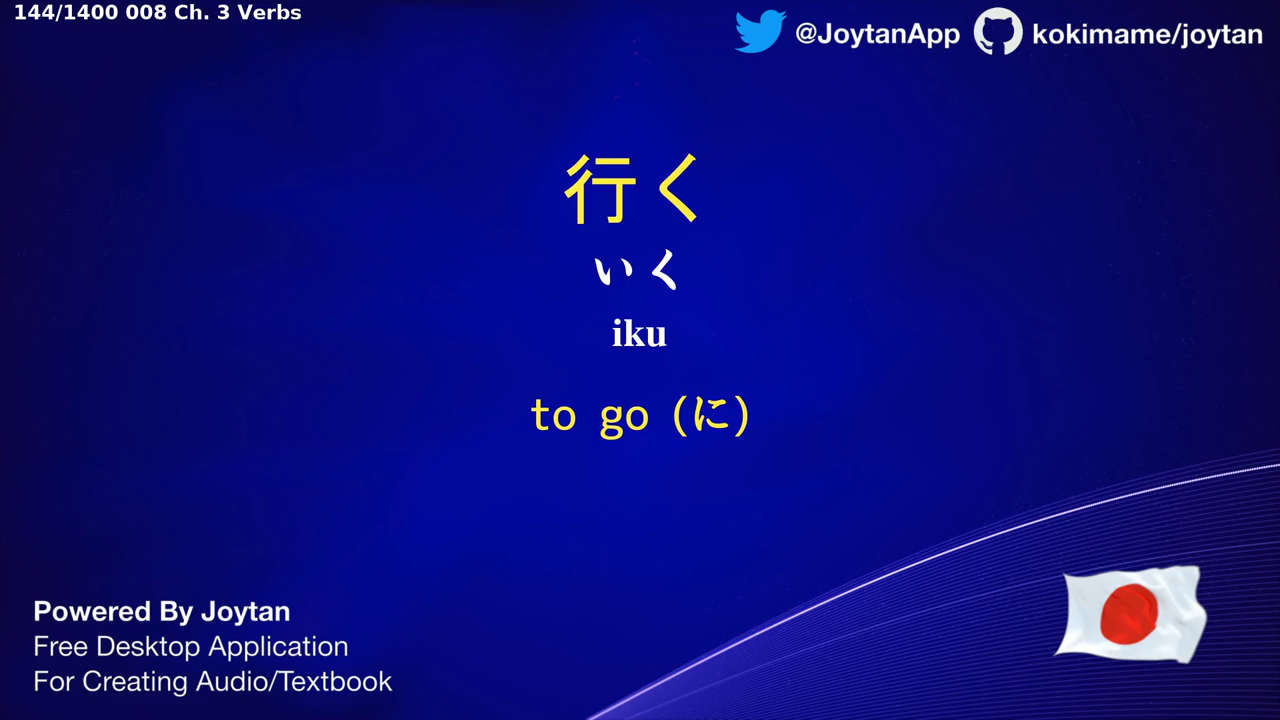 144/1400 008 Ch. 3 Verbs
@JoytanApp kokimame/joytan
行く
いく
iku
to go (に)
Powered By Joytan
Free Desktop Application
For Creating Audio/Textbook